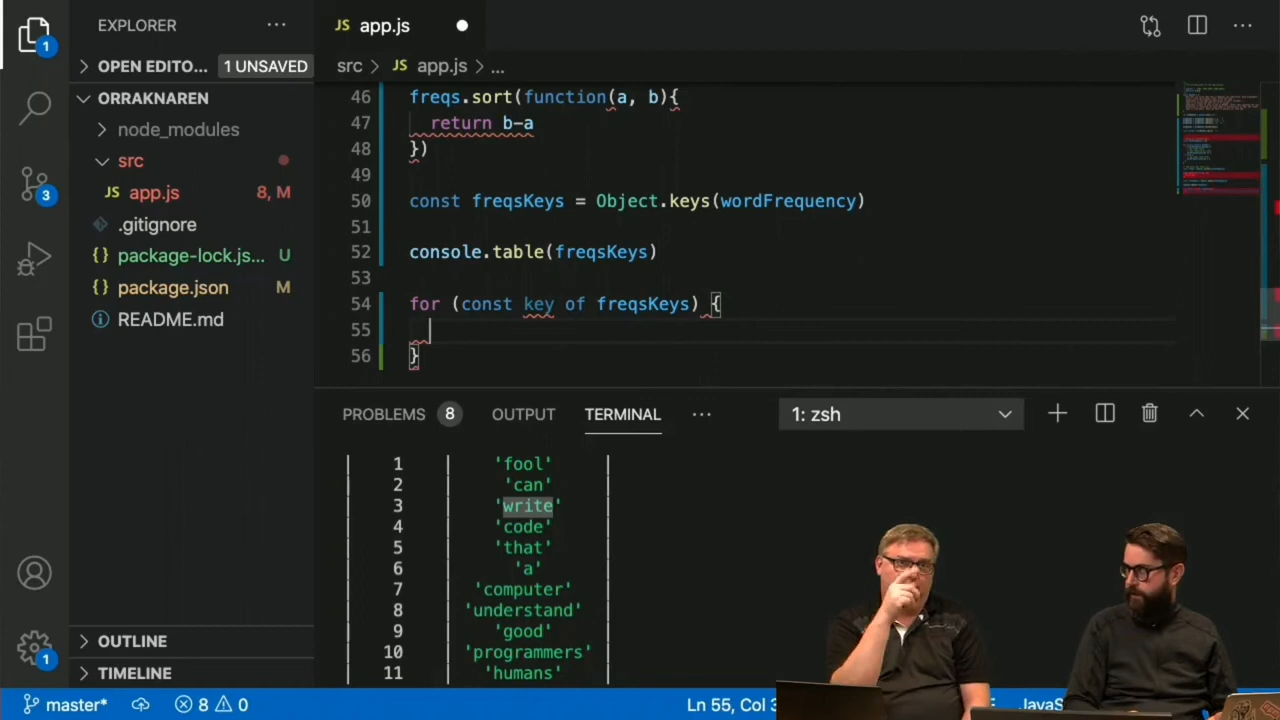 EXPLORER ···
JS app.js ●
OPEN EDITO... 1 UNSAVED
src > JS app.js > ...
ORRAKNAREN
node_modules
src
JS app.js 8, M
.gitignore
{} package-lock.js... U
{} package.json M
README.md
OUTLINE
TIMELINE
1
3
1
46 freqs.sort(function(a, b){
47 return b-a
48 })
49
50 const freqsKeys = Object.keys(wordFrequency)
51
52 console.table(freqsKeys)
53
54 for (const key of freqsKeys) {
55
56 }
PROBLEMS 8 OUTPUT TERMINAL ··· 1: zsh
1 'fool'
2 'can'
3 'write'
4 'code'
5 'that'
6 'a'
7 'computer'
8 'understand'
9 'good'
10 'programmers'
11 'humans'
master* 8 0 Ln 55, Col